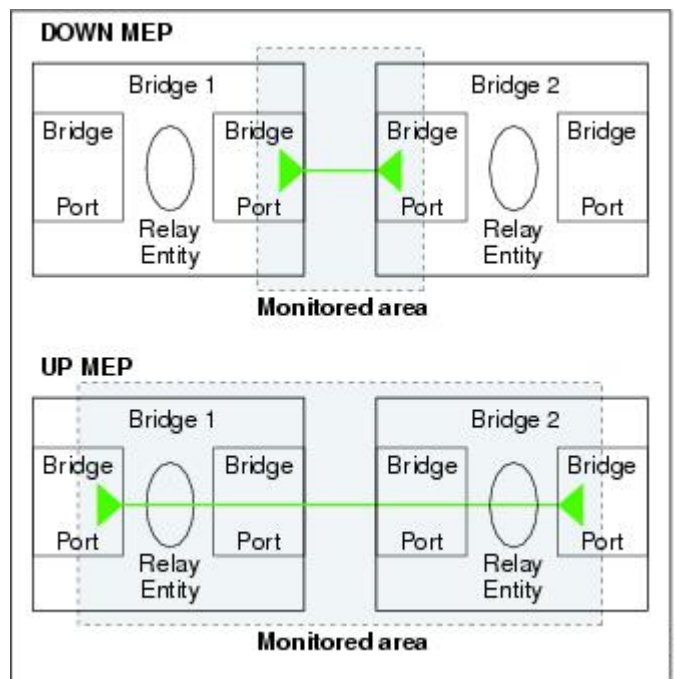 DOWN MEP
Bridge 1
Bridge 2
Bridge
Bridge
Bridge
Bridge
Port
Port
Port
Port
Relay
Entity
Relay
Entity
Monitored area
UP MEP
Bridge 1
Bridge 2
Bridge
Bridge
Bridge
Bridge
Port
Port
Port
Port
Relay
Entity
Relay
Entity
Monitored area